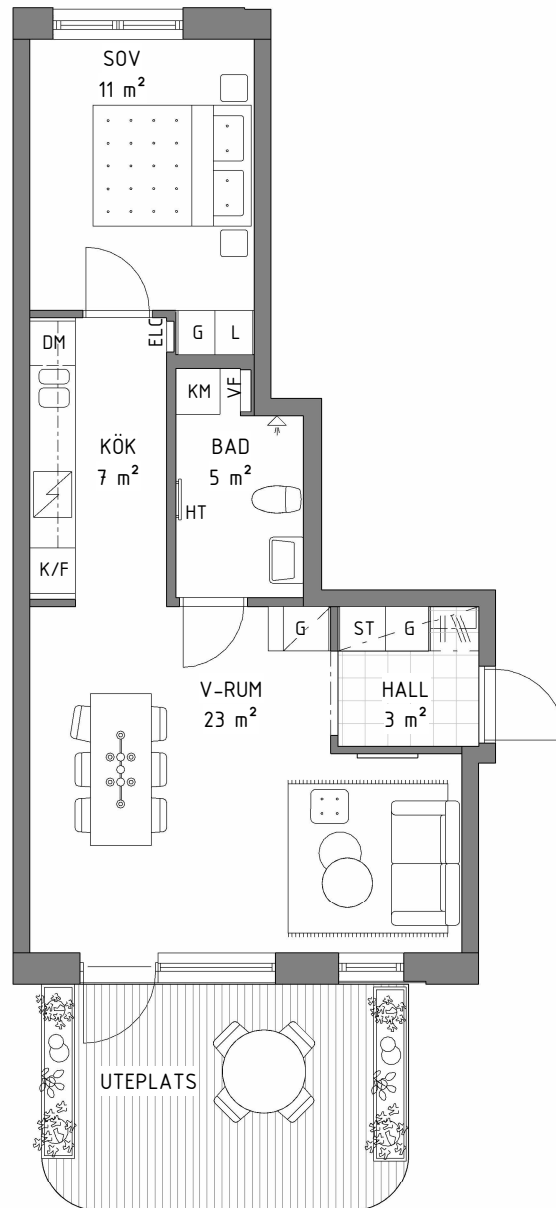 SOV
11 m²
DM
ELC
G
L
KM
VF
KÖK
7 m²
BAD
5 m²
HT
K/F
G
ST
G
V-RUM
23 m²
HALL
3 m²
UTEPLATS